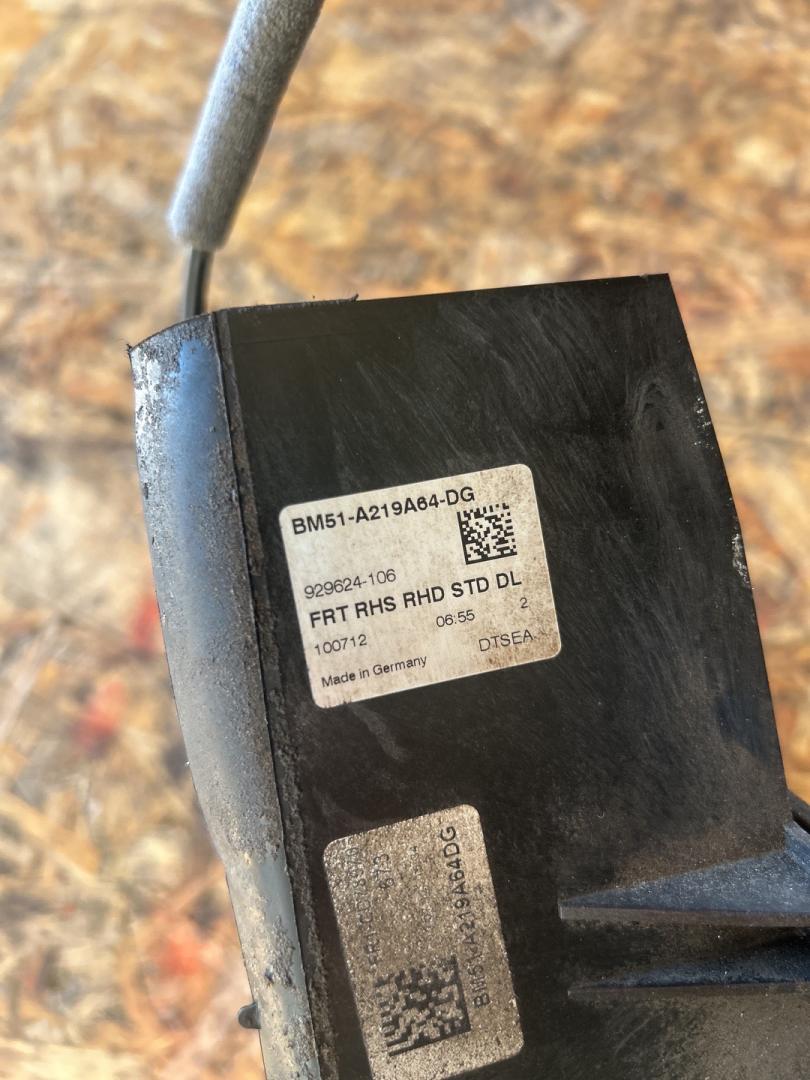 BM51-A219A64-DG
929624-106
FRT RHS RHD STD DL
100712 06:55 2
DTSEA
Made in Germany
673
BM51-A219A64DG